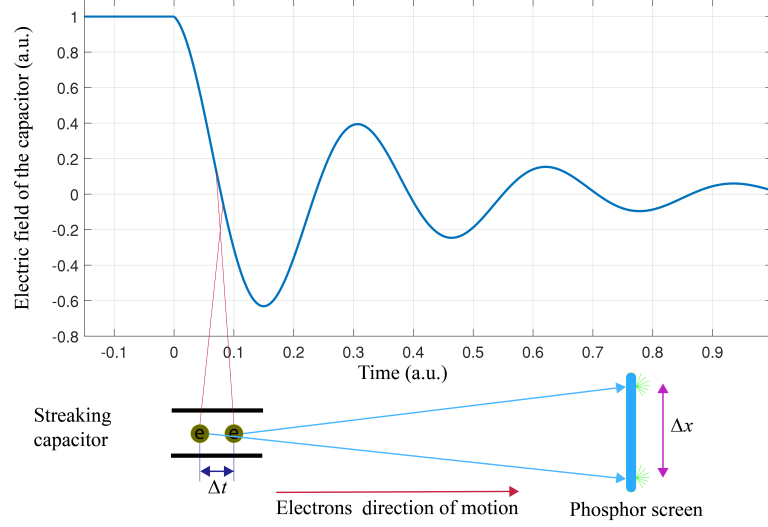 Electric field of the capacitor (a.u.)
1
0.8
0.6
0.4
0.2
0
-0.2
-0.4
-0.6
-0.8
-0.1 0 0.1 0.2 0.3 0.4 0.5 0.6 0.7 0.8 0.9
Time (a.u.)
Streaking
capacitor
e e
Δt
Δx
Electrons direction of motion
Phosphor screen